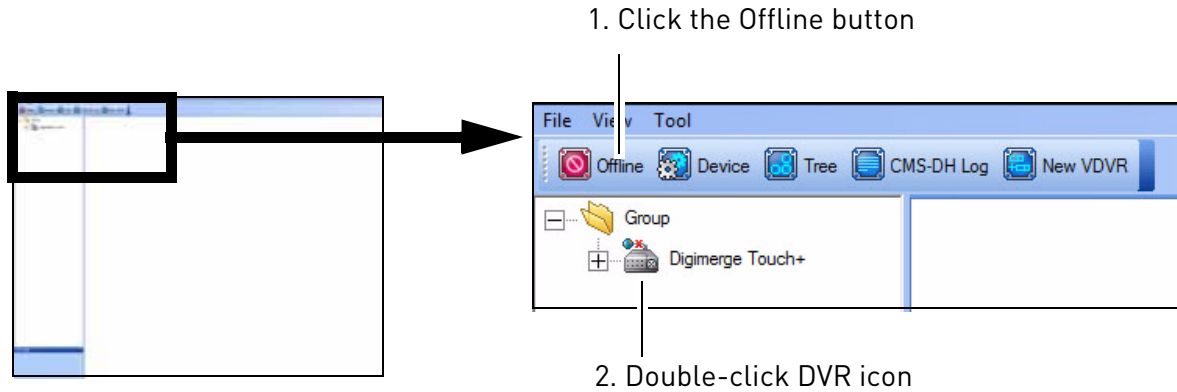 1. Click the Offline button
File View Tool
Offline Device Tree CMS-DH Log New VDVR
Group
Digimerge Touch+
2. Double-click DVR icon